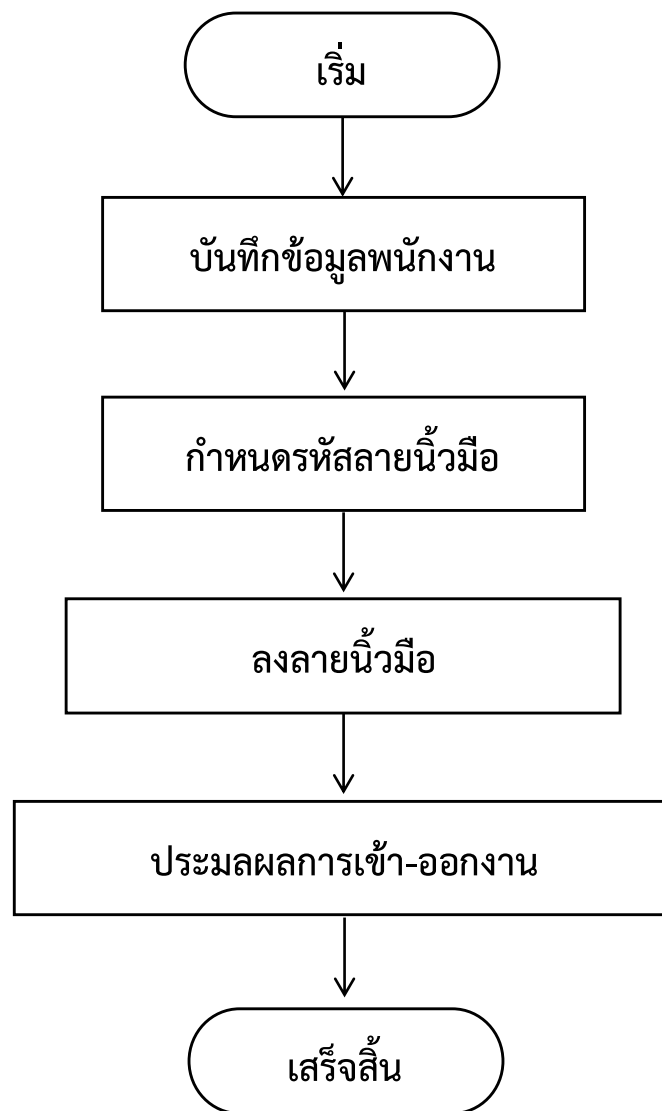 เริ่ม
บันทึกข้อมูลพนักงาน
กำหนดรหัสลายนิ้วมือ
ลงลายนิ้วมือ
ประมลผลการเข้า-ออกงาน
เสร็จสิ้น